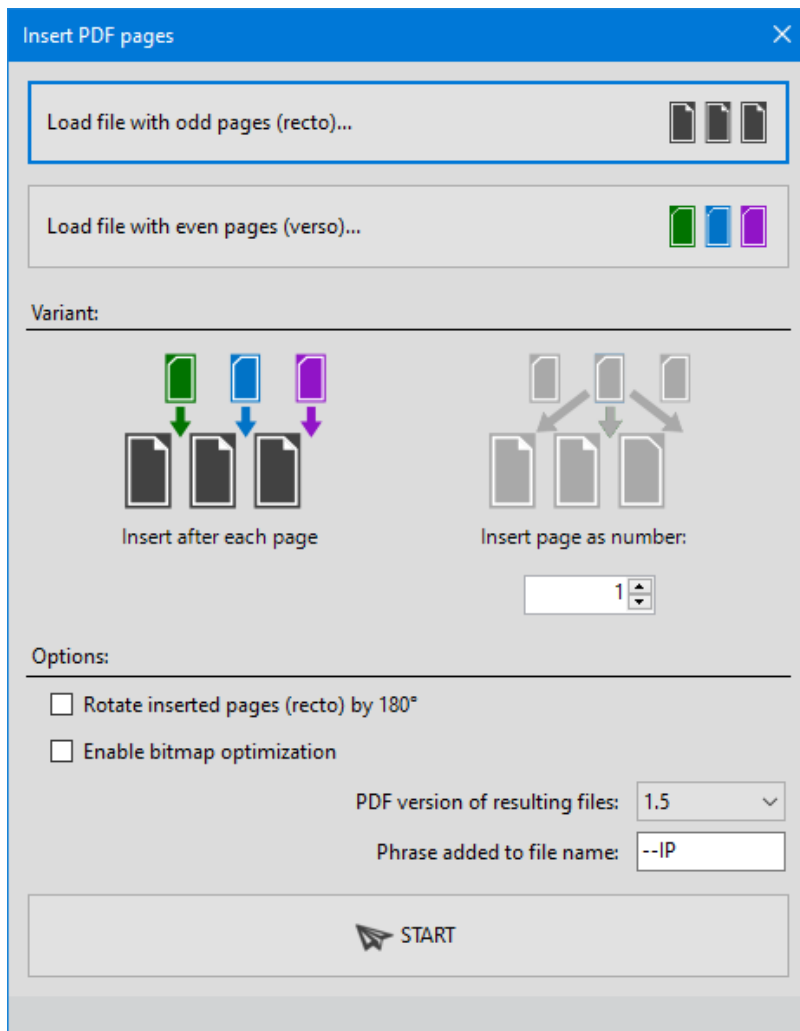 Insert PDF pages
Load file with odd pages (recto)...
Load file with even pages (verso)...
Variant:
Insert after each page
Insert page as number:
1
Options:
Rotate inserted pages (recto) by 180°
Enable bitmap optimization
PDF version of resulting files: 1.5
Phrase added to file name: --IP
START